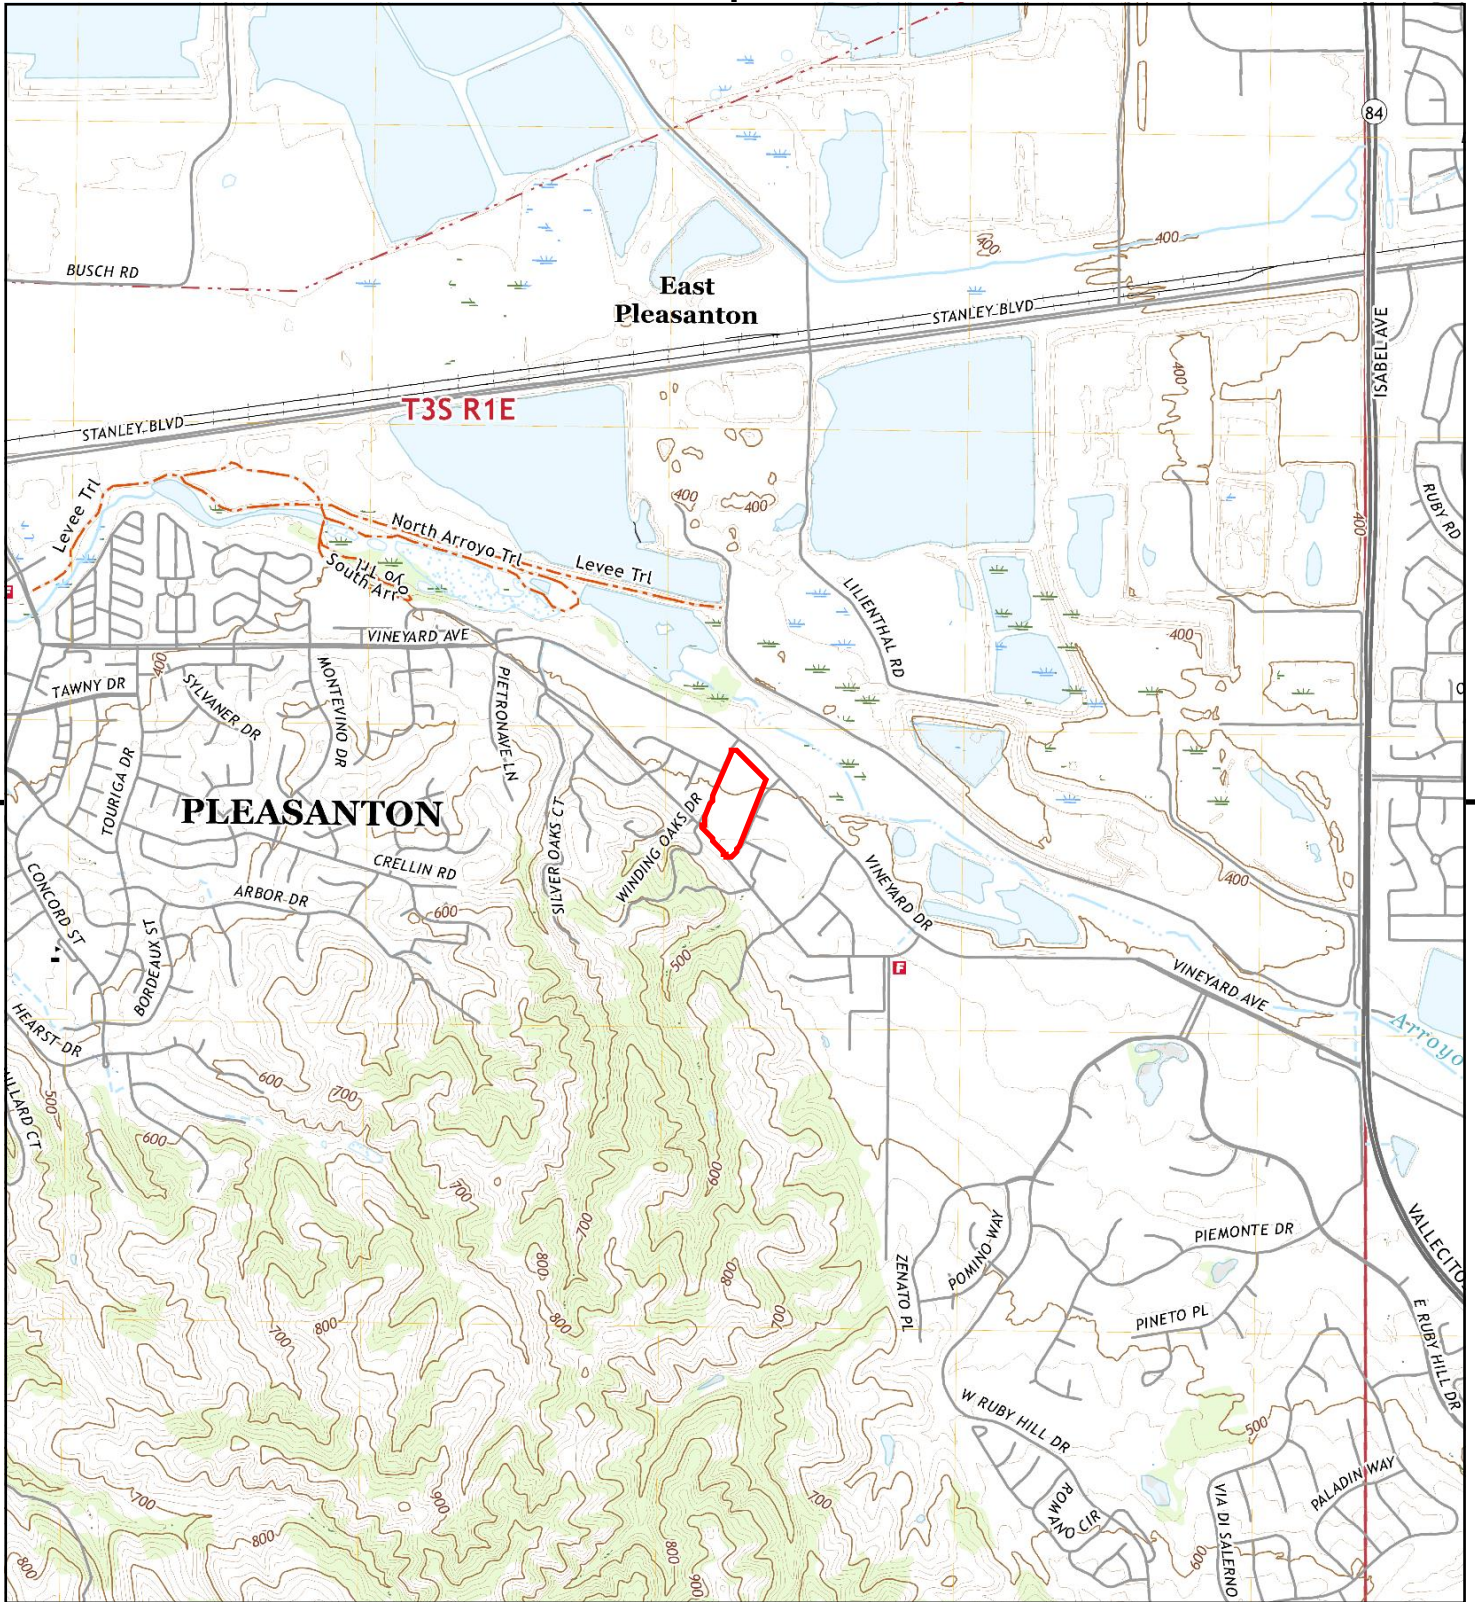 84
BUSCH RD
400
400
East
Pleasanton
STANLEY BLVD
ISABEL AVE
T3S R1E
400
STANLEY BLVD
Levee Trl
400
400
RUBY RD
400
North Arroyo Trl
Levee Trl
South Arroyo Trl
F
LILIENTHAL RD
VINEYARD AVE
400
400
TAWNY DR
SYLVANER DR
MONTEVINO DR
PIETRONAVE LN
TOURIGA DR
PLEASANTON
SILVER OAKS CT
WINDING OAKS DR
CRELLIN RD
ARBOR DR
CONCORD ST
600
VINEYARD DR
400
BORDEAUX ST
500
F
VINEYARD AVE
HEARST DR
Arroyo
600
700
500
600
700
600
700
POMINO WAY
PIEMONTE DR
VALLECITO
ZENATO PL
800
800
700
PINETO PL
E RUBY HILL DR
700
800
800
W RUBY HILL DR
500
PALADIN WAY
700
900
700
ROMANO CIR
VIA DI SALERNO
800
800
800
900
600